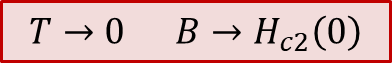 T → 0 B → H_{c2}(0)